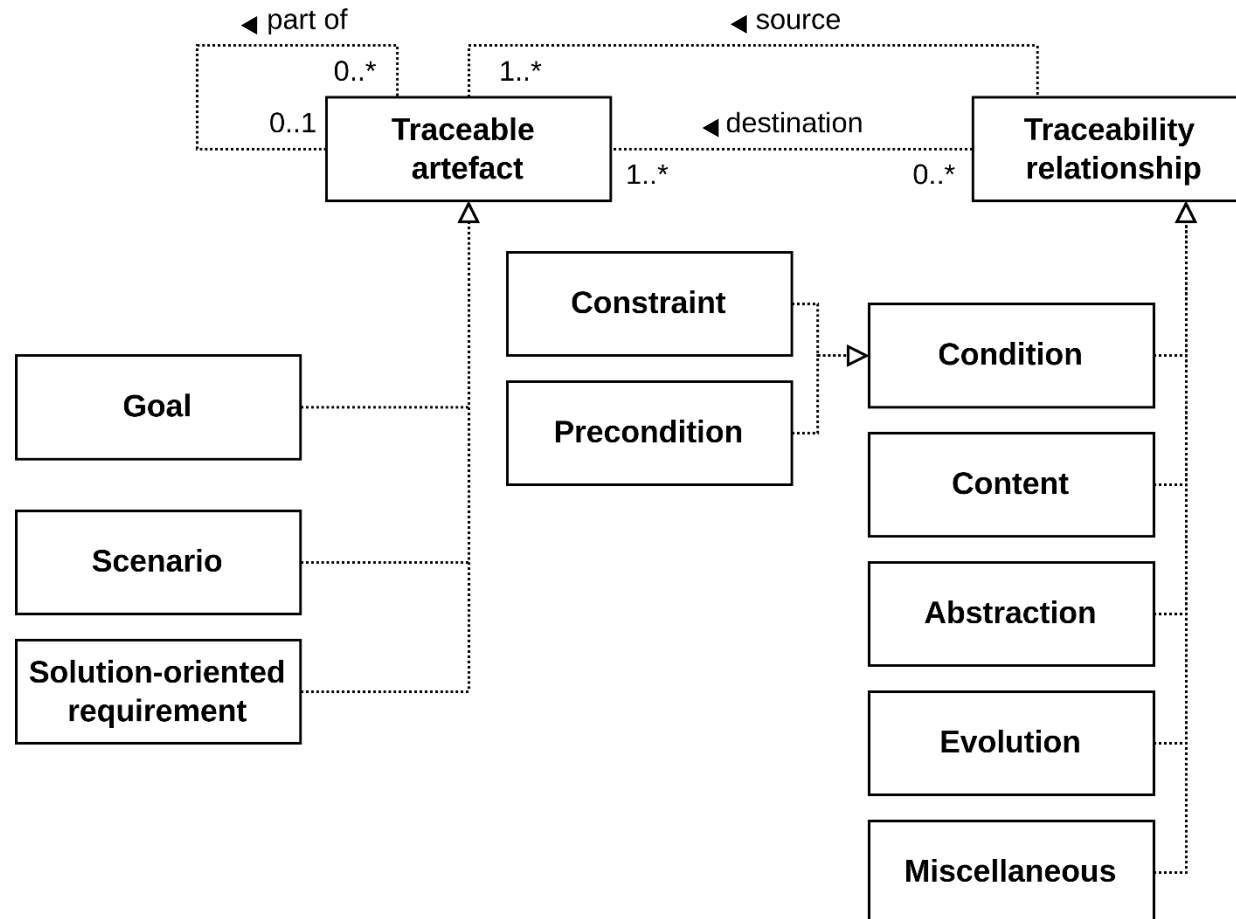 ◄ part of
◄ source
0..*
1..*
0..1
Traceable
artefact
◄ destination
Traceability
relationship
1..*
0..*
Constraint
Condition
Goal
Precondition
Content
Scenario
Abstraction
Solution-oriented
requirement
Evolution
Miscellaneous